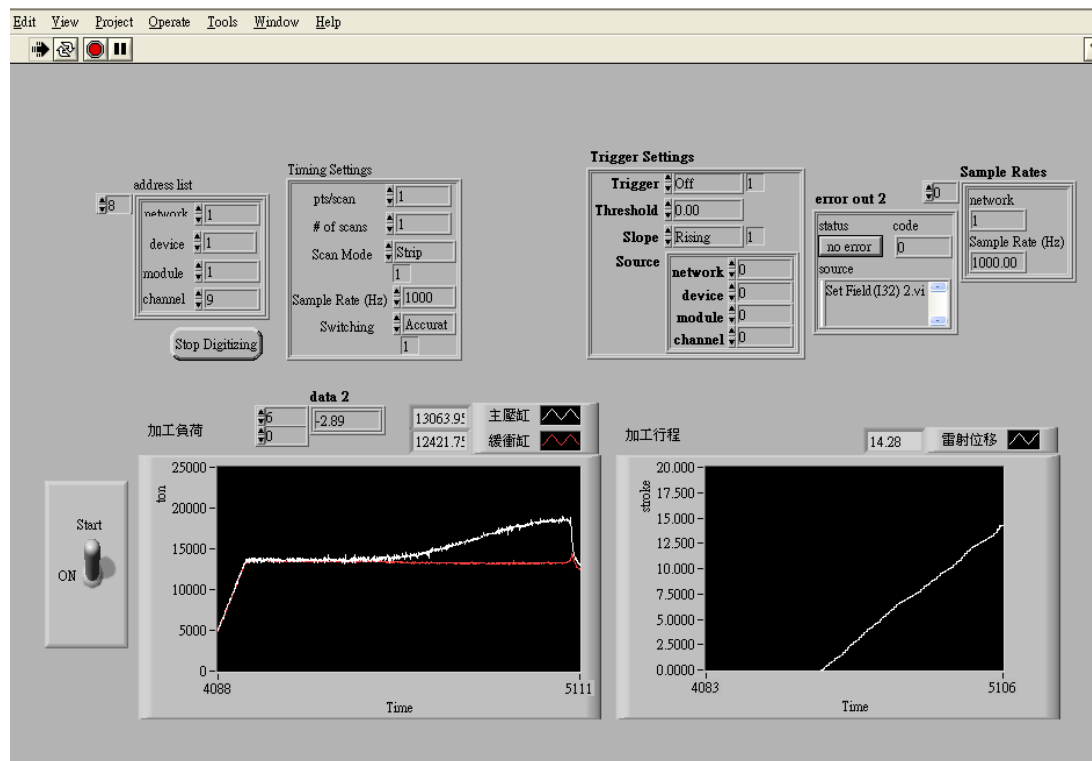 Edit View Project Operate Tools Window Help
address list
8
network 1
device 1
module 1
channel 9
Stop Digitizing
Timing Settings
pts/scan 1
# of scans 1
Scan Mode Strip
1
Sample Rate (Hz) 1000
Switching Accurat
1
Trigger Settings
Trigger Off 1
Threshold 0.00
Slope Rising 1
Source
network 0
device 0
module 0
channel 0
error out 2
status code
no error 0
source
Set Field (I32) 2.vi
Sample Rates
0
network
1
Sample Rate (Hz)
1000.00
Start
ON
加工負荷
data 2
6
0
-2.89
13063.95 主壓缸
12421.75 緩衝缸
ton
25000
20000
15000
10000
5000
0
4088 5111
Time
加工行程
14.28 雷射位移
stroke
20.000
17.500
15.000
12.500
10.000
7.5000
5.0000
2.5000
0.0000
4083 5106
Time